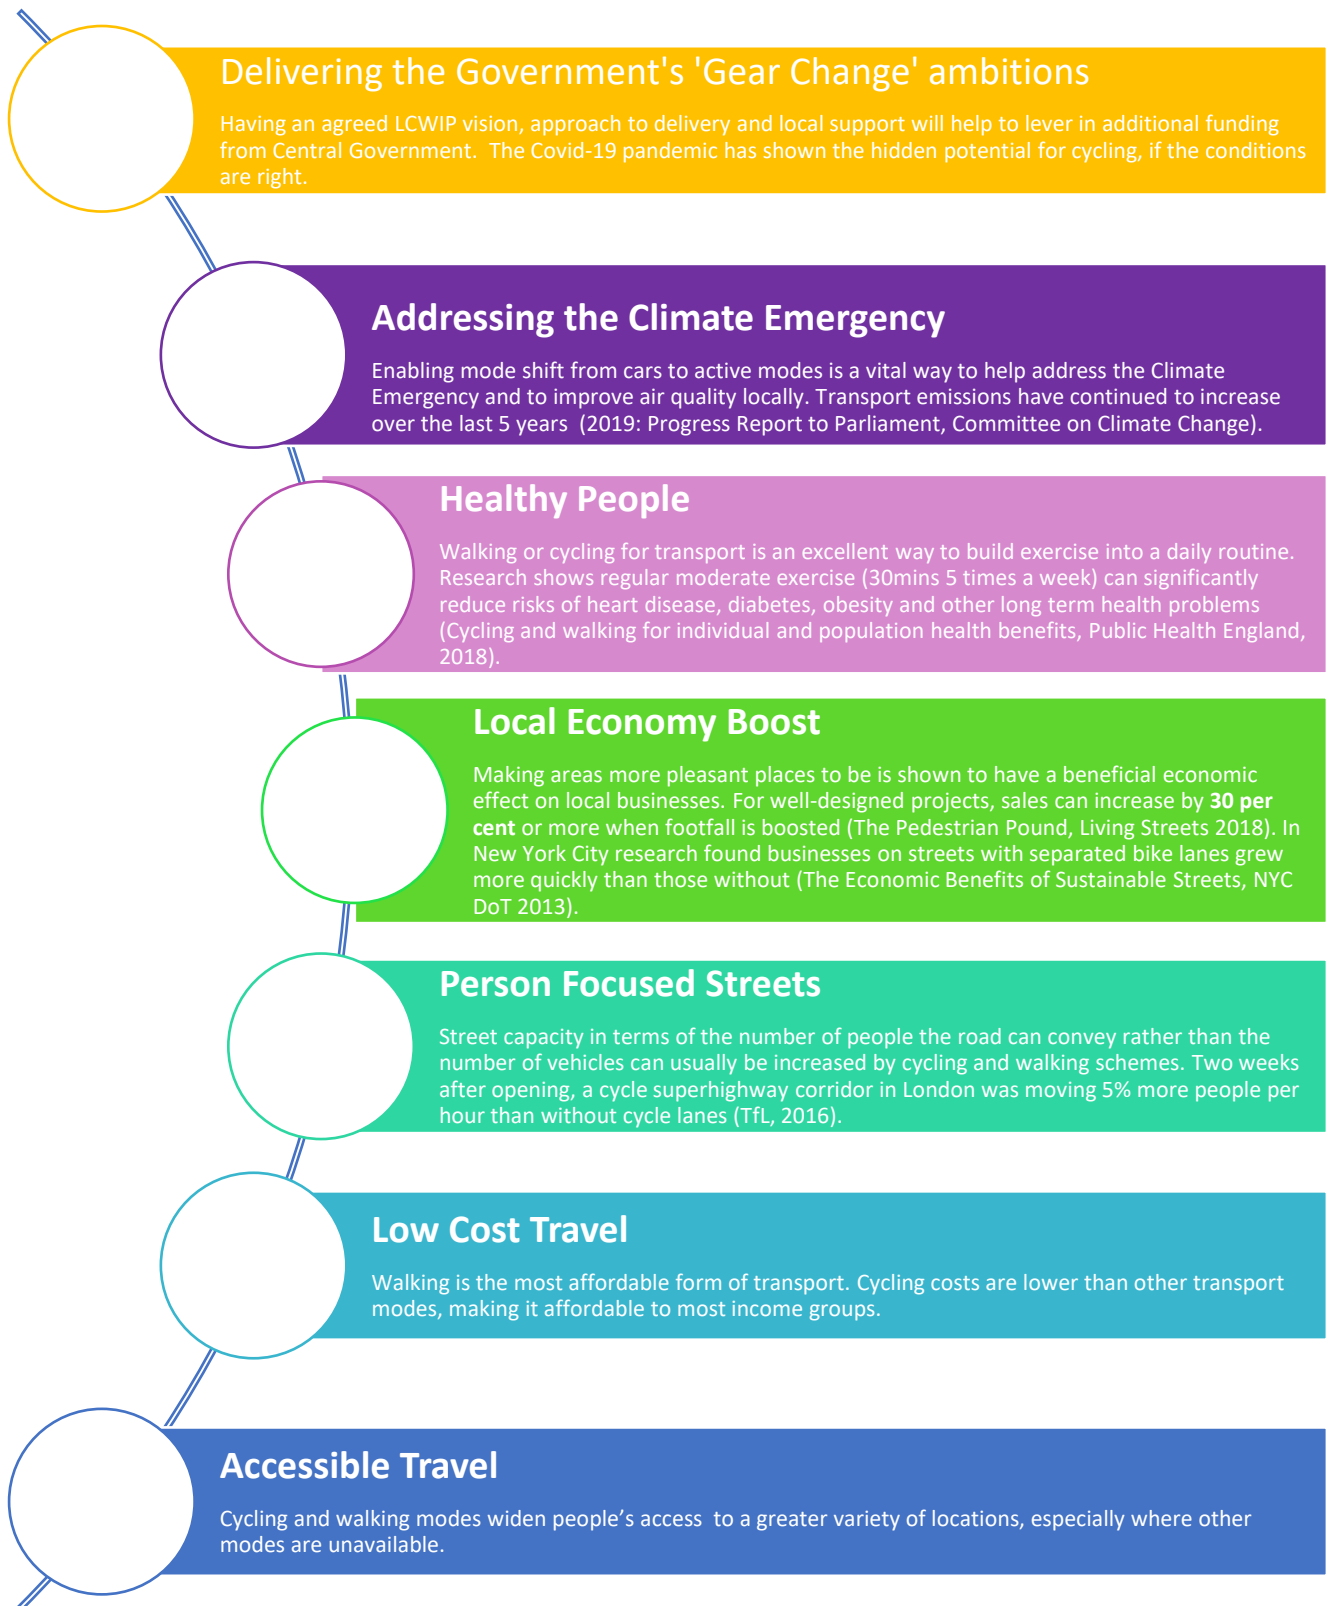 Delivering the Government's 'Gear Change' ambitions
Having an agreed LCWIP vision, approach to delivery and local support will help to lever in additional funding
from Central Government.  The Covid-19 pandemic has shown the hidden potential for cycling, if the conditions
are right.
Addressing the Climate Emergency
Enabling mode shift from cars to active modes is a vital way to help address the Climate
Emergency and to improve air quality locally. Transport emissions have continued to increase
over the last 5 years  (2019: Progress Report to Parliament, Committee on Climate Change).
Healthy People
Walking or cycling for transport is an excellent way to build exercise into a daily routine.
Research shows regular moderate exercise (30mins 5 times a week) can significantly
reduce risks of heart disease, diabetes, obesity and other long term health problems
(Cycling and walking for individual and population health benefits, Public Health England,
2018).
Local Economy Boost
Making areas more pleasant places to be is shown to have a beneficial economic
effect on local businesses. For well-designed projects, sales can increase by 30 per
cent or more when footfall is boosted (The Pedestrian Pound, Living Streets 2018). In
New York City research found businesses on streets with separated bike lanes grew
more quickly than those without (The Economic Benefits of Sustainable Streets, NYC
DoT 2013).
Person Focused Streets
Street capacity in terms of the number of people the road can convey rather than the
number of vehicles can usually be increased by cycling and walking schemes. Two weeks
after opening, a cycle superhighway corridor in London was moving 5% more people per
hour than without cycle lanes (TfL, 2016).
Low Cost Travel
Walking is the most affordable form of transport. Cycling costs are lower than other transport
modes, making it affordable to most income groups.
Accessible Travel
Cycling and walking modes widen people’s access  to a greater variety of locations, especially where other
modes are unavailable.